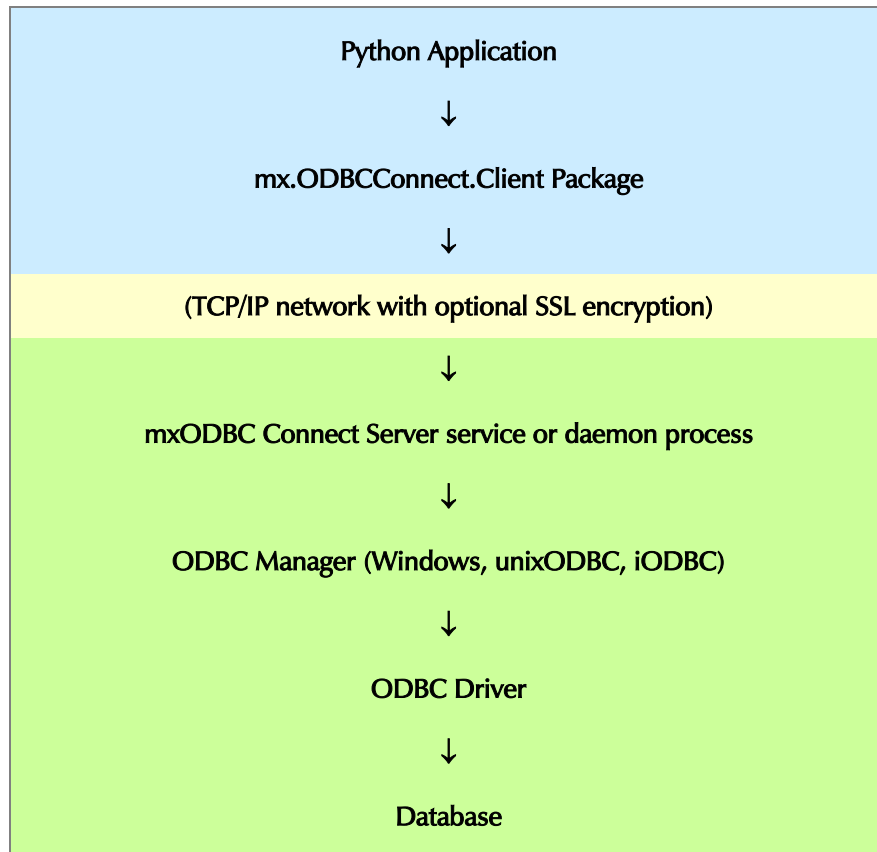 Python Application
↓
mx.ODBCConnect.Client Package
↓
(TCP/IP network with optional SSL encryption)
↓
mxODBC Connect Server service or daemon process
↓
ODBC Manager (Windows, unixODBC, iODBC)
↓
ODBC Driver
↓
Database